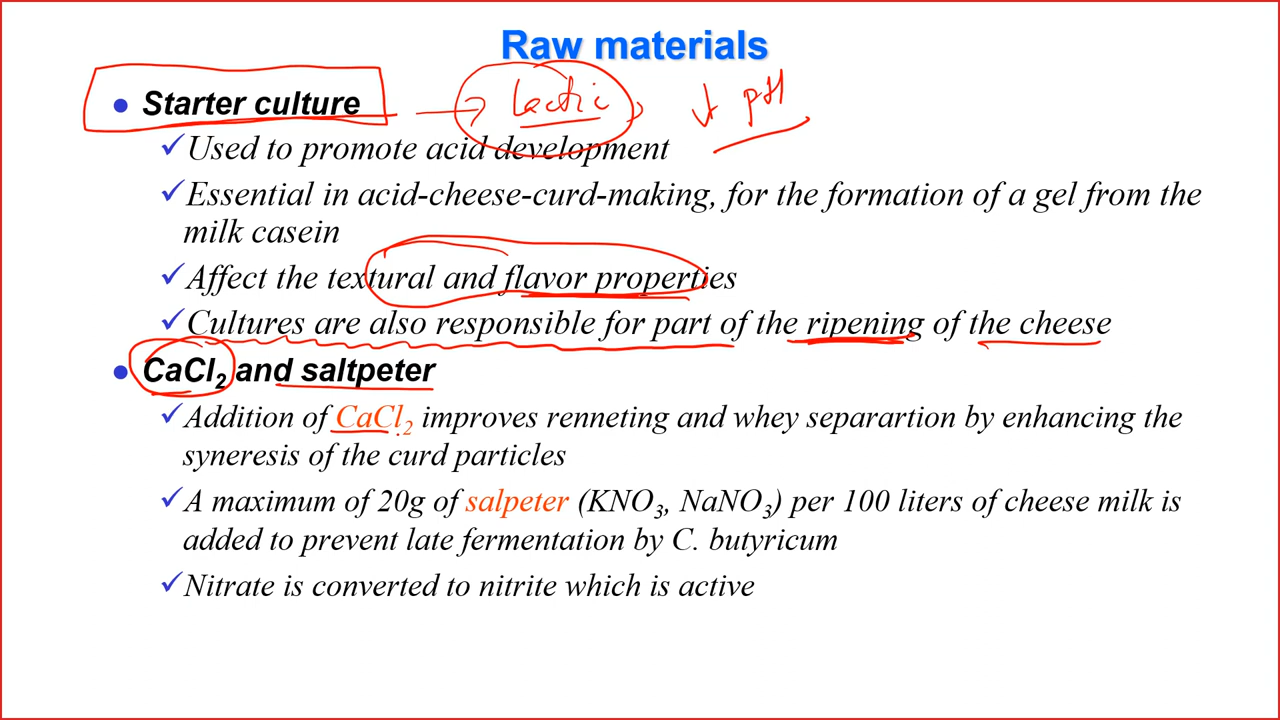 Raw materials
● Starter culture → lactic ↓ pH
✓Used to promote acid development
✓Essential in acid-cheese-curd-making, for the formation of a gel from the
milk casein
✓Affect the textural and flavor properties
✓Cultures are also responsible for part of the ripening of the cheese
● CaCl₂ and saltpeter
✓Addition of CaCl₂ improves renneting and whey separartion by enhancing the
syneresis of the curd particles
✓A maximum of 20g of salpeter (KNO₃, NaNO₃) per 100 liters of cheese milk is
added to prevent late fermentation by C. butyricum
✓Nitrate is converted to nitrite which is active